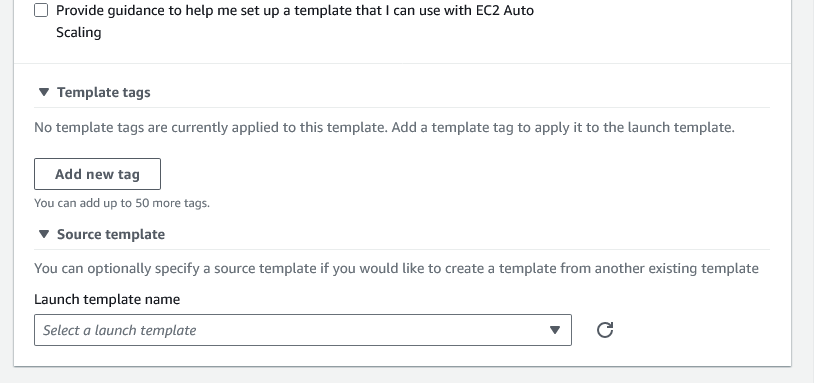 Provide guidance to help me set up a template that I can use with EC2 Auto
Scaling
Template tags
No template tags are currently applied to this template. Add a template tag to apply it to the launch template.
Add new tag
You can add up to 50 more tags.
Source template
You can optionally specify a source template if you would like to create a template from another existing template
Launch template name
Select a launch template